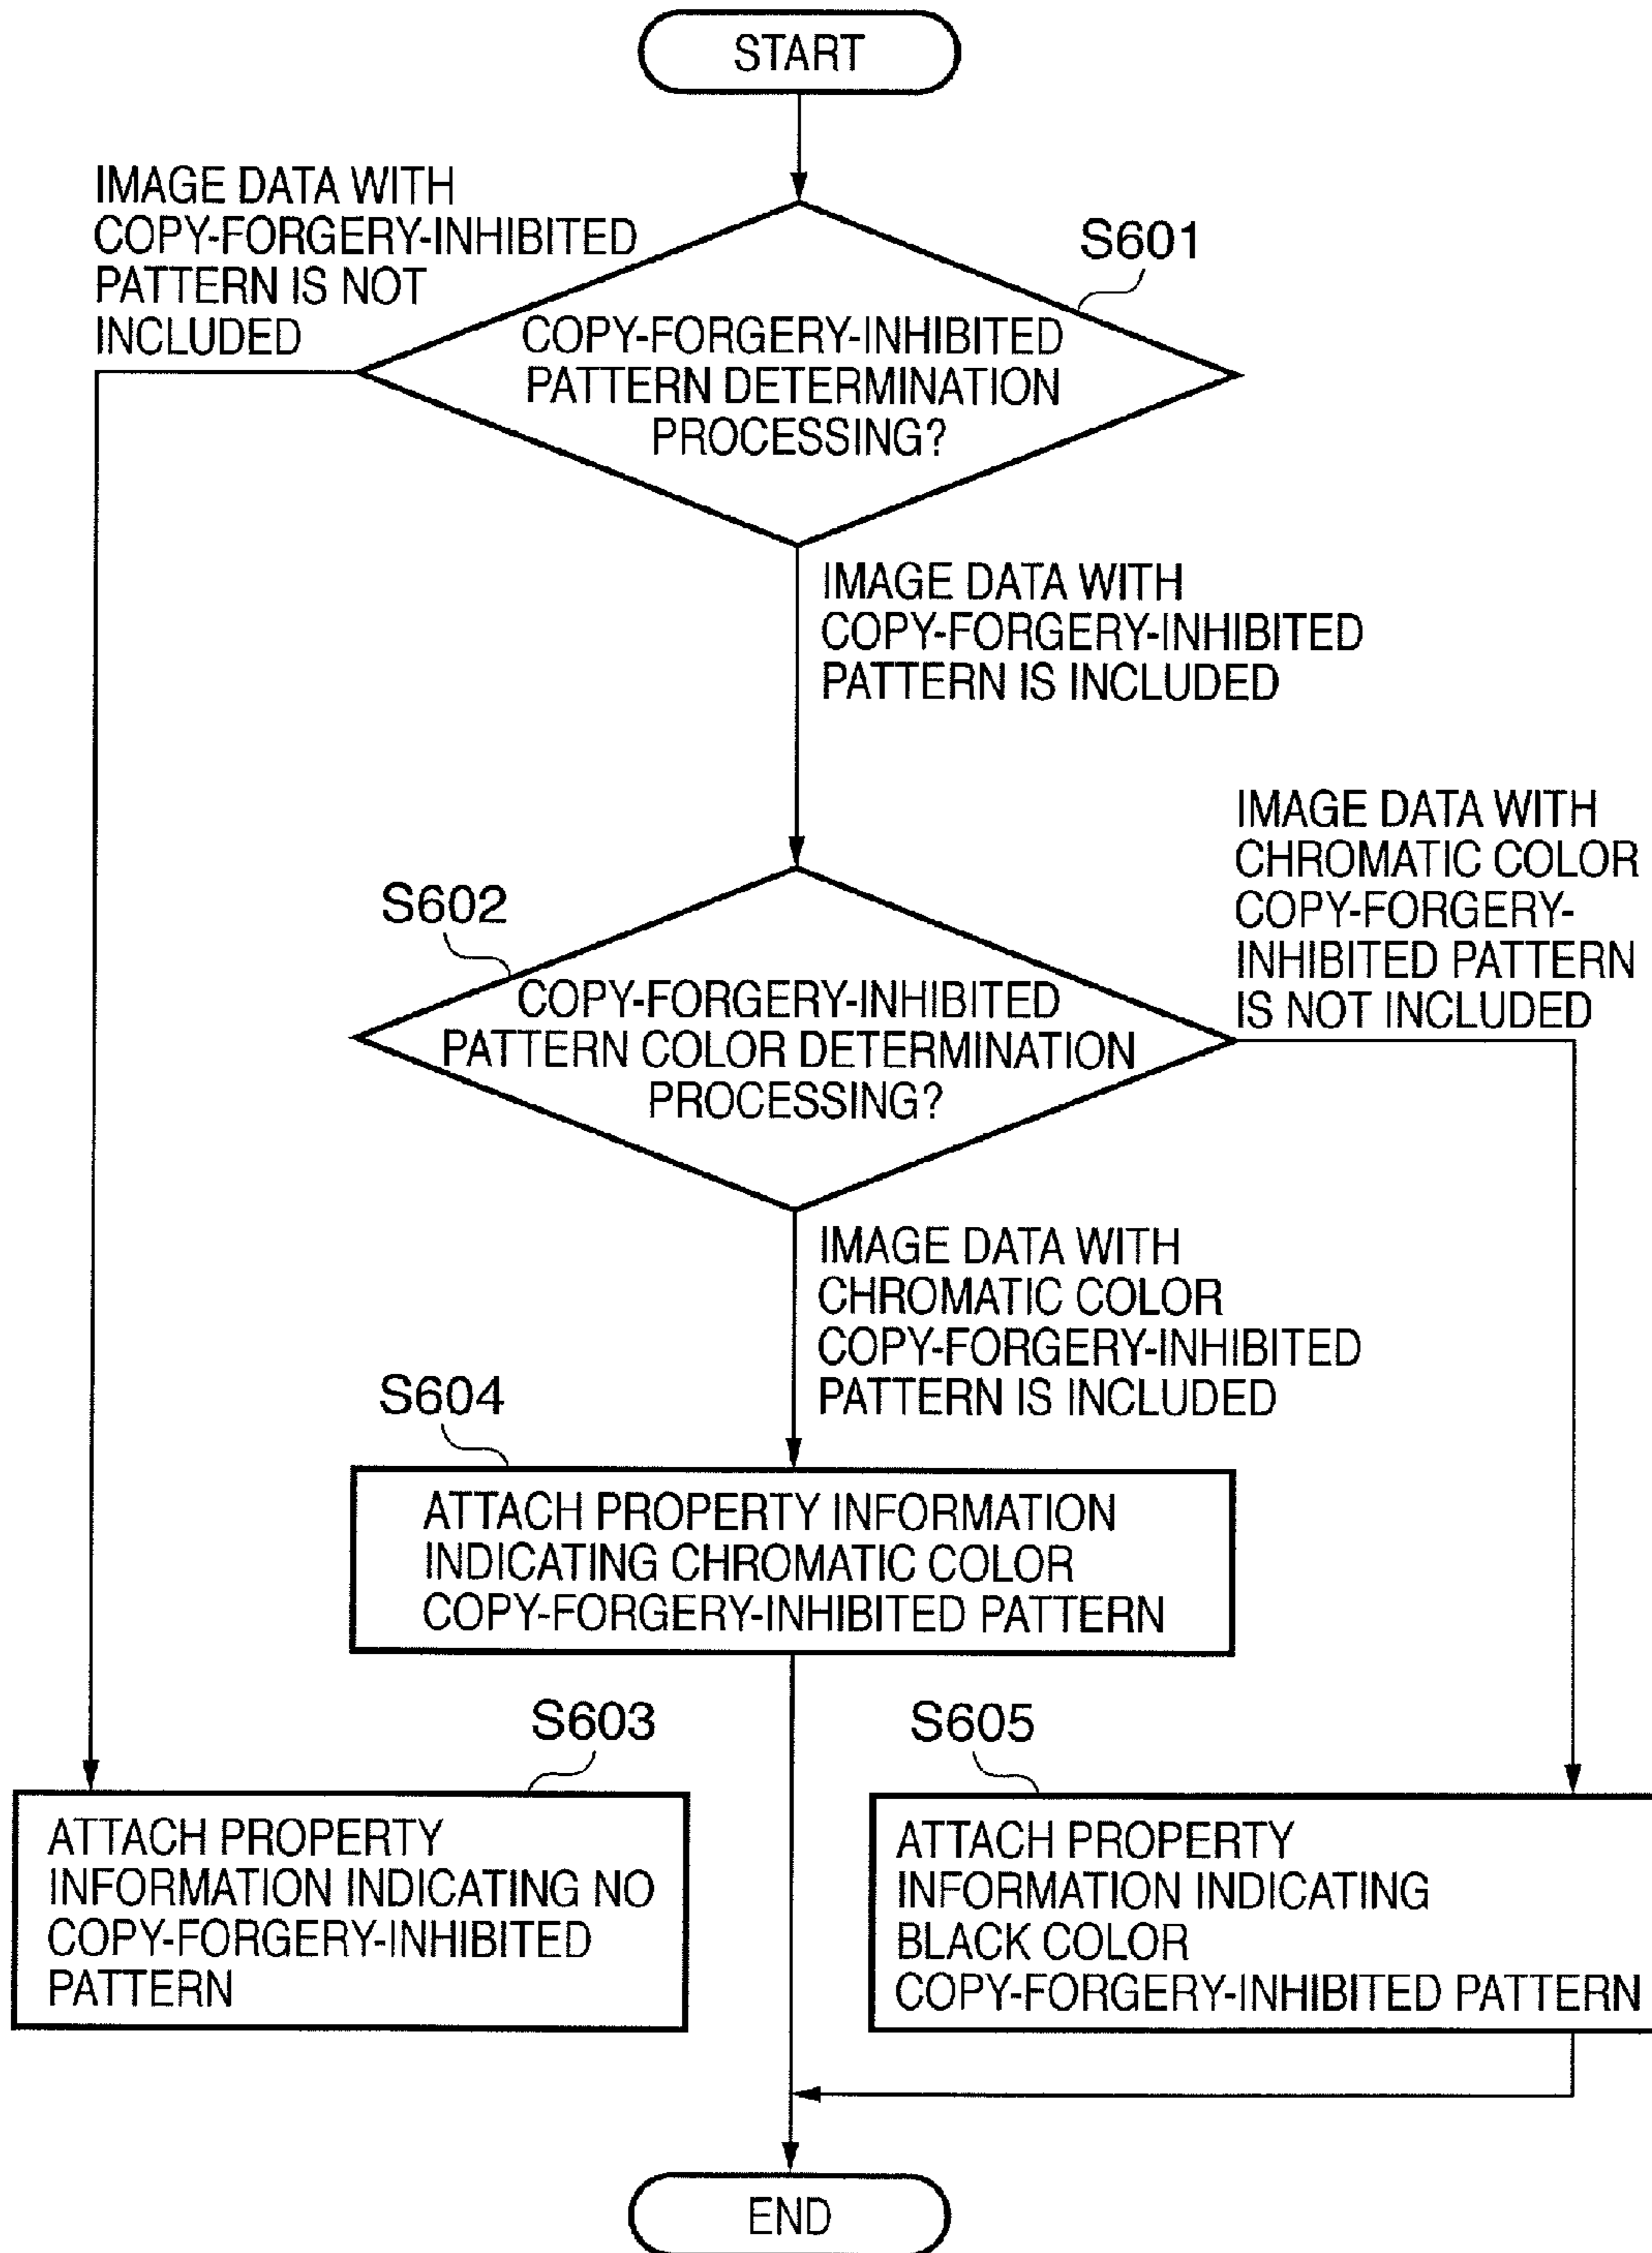 START
IMAGE DATA WITH
COPY-FORGERY-INHIBITED
PATTERN IS NOT
INCLUDED
S601
COPY-FORGERY-INHIBITED
PATTERN DETERMINATION
PROCESSING?
IMAGE DATA WITH
COPY-FORGERY-INHIBITED
PATTERN IS INCLUDED
IMAGE DATA WITH
CHROMATIC COLOR
COPY-FORGERY-
INHIBITED PATTERN
IS NOT INCLUDED
S602
COPY-FORGERY-INHIBITED
PATTERN COLOR DETERMINATION
PROCESSING?
IMAGE DATA WITH
CHROMATIC COLOR
COPY-FORGERY-INHIBITED
PATTERN IS INCLUDED
S604
ATTACH PROPERTY INFORMATION
INDICATING CHROMATIC COLOR
COPY-FORGERY-INHIBITED PATTERN
S603
ATTACH PROPERTY
INFORMATION INDICATING NO
COPY-FORGERY-INHIBITED
PATTERN
S605
ATTACH PROPERTY
INFORMATION INDICATING
BLACK COLOR
COPY-FORGERY-INHIBITED PATTERN
END